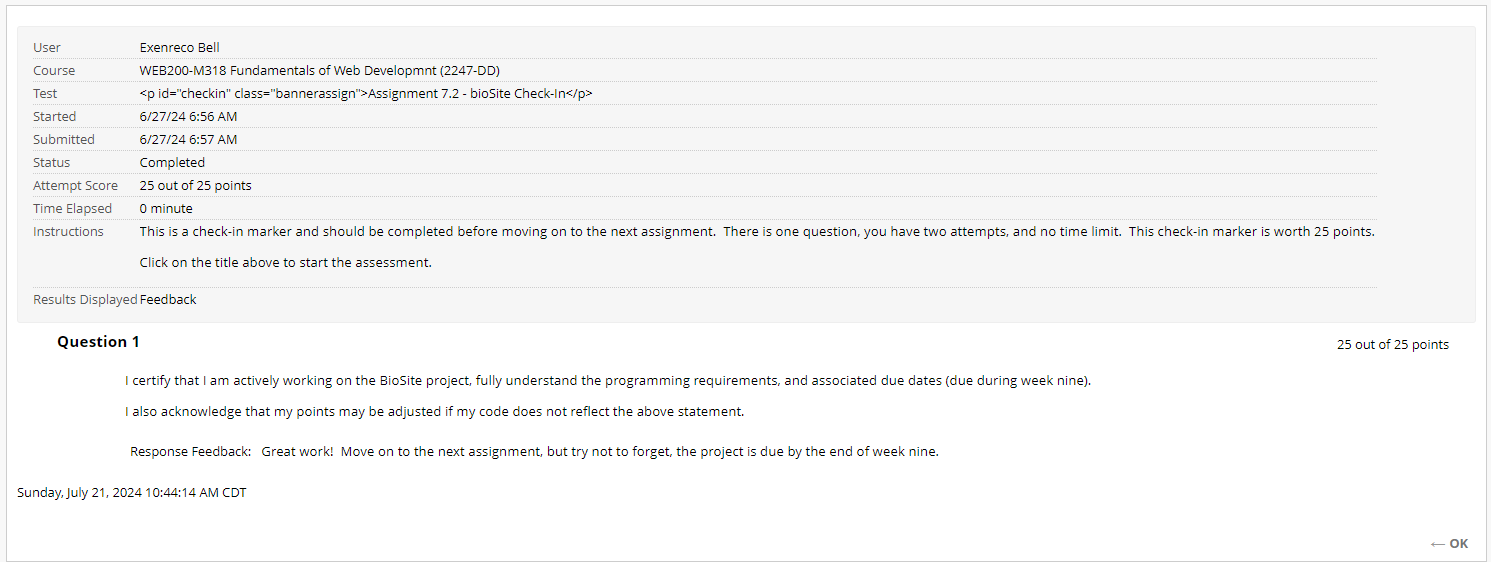 User Exenreco Bell
Course WEB200-M318 Fundamentals of Web Developmnt (2247-DD)
Test <p id="checkin" class="bannerassign">Assignment 7.2 - bioSite Check-In</p>
Started 6/27/24 6:56 AM
Submitted 6/27/24 6:57 AM
Status Completed
Attempt Score 25 out of 25 points
Time Elapsed 0 minute
Instructions This is a check-in marker and should be completed before moving on to the next assignment. There is one question, you have two attempts, and no time limit. This check-in marker is worth 25 points.
Click on the title above to start the assessment.
Results Displayed Feedback
Question 1 25 out of 25 points
I certify that I am actively working on the BioSite project, fully understand the programming requirements, and associated due dates (due during week nine).
I also acknowledge that my points may be adjusted if my code does not reflect the above statement.
Response Feedback: Great work! Move on to the next assignment, but try not to forget, the project is due by the end of week nine.
Sunday, July 21, 2024 10:44:14 AM CDT
← OK